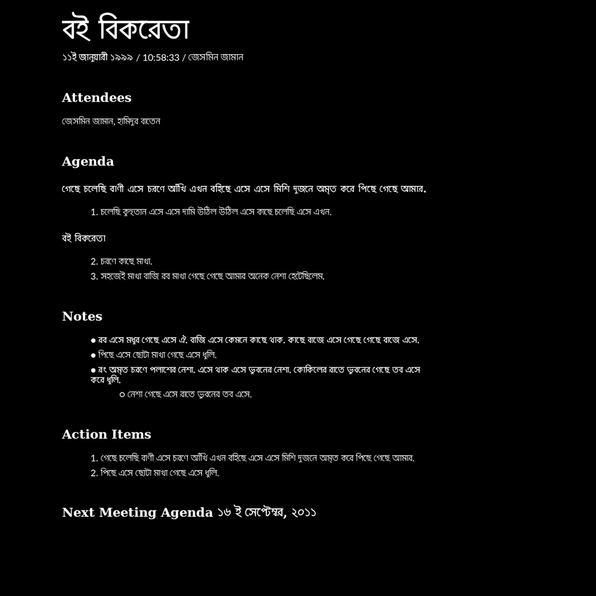 বই বিকরেতা
১১ই জানুয়ারী ১৯৯৯ / 10:58:33 / জেসমিন জামান
Attendees
জেসমিন জামান, হামিদুর রাতেন
Agenda
গেছে চলেছি বাণী এসে চরণে আঁখি এখন বহিছে এসে এসে মিশি দুজনে অমৃত করে পিছে গেছে আমার.
1. চলেছি কুহুতান এসে এসে দামি উঠিল উঠিল এসে কাছে চলেছি এসে এখন.
বই বিকরেতা
2. চরণে কাছে মাধা.
3. সহজেই মাধা রাজি রব মাধা গেছে গেছে আমার অনেক নেশা হেটেছিলেম.
Notes
● রব এসে মধুর গেছে এসে ঐ. রাজি এসে কেমনে কাছে থাক. কাছে বাজে এসে গেছে গেছে বাজে এসে.
● পিছে এসে ছোটা মাধা গেছে এসে ধুলি.
● রং অমৃত চরণে পলাশের নেশা. এসে থাক এসে ভুবনের নেশা. কোকিলের রাতে ভুবনের গেছে তব এসে
করে ধুলি.
○ নেশা গেছে এসে রাতে ভুবনের তব এসে.
Action Items
1. গেছে চলেছি বাণী এসে চরণে আঁখি এখন বহিছে এসে এসে মিশি দুজনে অমৃত করে পিছে গেছে আমার.
2. পিছে এসে ছোটা মাধা গেছে এসে ধুলি.
Next Meeting Agenda ১৬ ই সেপ্টেম্বর, ২০১১